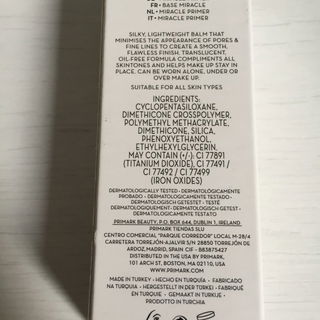 FR • BASE MIRACLE
NL • MIRACLE PRIMER
IT • MIRACLE PRIMER
SILKY, LIGHTWEIGHT BALM THAT
MINIMISES THE APPEARANCE OF PORES &
FINE LINES TO CREATE A SMOOTH,
FLAWLESS FINISH. TRANSLUCENT,
OIL-FREE FORMULA COMPLIMENTS ALL
SKINTONES AND HELPS MAKE UP STAY IN
PLACE. CAN BE WORN ALONE, UNDER OR
OVER MAKE UP.
SUITABLE FOR ALL SKIN TYPES
INGREDIENTS:
CYCLOPENTASILOXANE,
DIMETHICONE CROSSPOLYMER,
POLYMETHYL METHACRYLATE,
DIMETHICONE, SILICA,
PHENOXYETHANOL,
ETHYLHEXYLGLYCERIN.
MAY CONTAIN (+/-): CI 77891
(TITANIUM DIOXIDE), CI 77491 /
CI 77492 / CI 77499
(IRON OXIDES)
DERMATOLOGICALLY TESTED - DERMATOLÓGICAMENTE
PROBADO - DERMATOLOGICAMENTE TESTADO -
DERMATOLOGISCH GETESTET - TESTÉ
DERMATOLOGIQUEMENT - DERMATOLOGISCH GETEST -
DERMATOLOGICAMENTE TESTATO
PRIMARK BEAUTY, P.O. BOX 644, DUBLIN 1, IRELAND.
PRIMARK TIENDAS SLU
CENTRO COMERCIAL "PARQUE CORREDOR" LOCAL M-28/4
CARRETERA TORREJON-AJALVIR S/N 28850 TORREJÓN DE
ARDOZ, MADRID, SPAIN CIF - B83875427
DISTRIBUTED IN THE USA BY PRIMARK,
101 ARCH ST, BOSTON, MA 02110, USA
WWW.PRIMARK.COM
MADE IN TURKEY • HECHO EN TURQUÍA • FABRICADO
NA TURQUIA • HERGESTELLT IN DER TÜRKEI • FABRIQUÉ
EN TURQUIE • GEMAAKT IN TURKIJE •
PRODOTTO IN TURCHIA